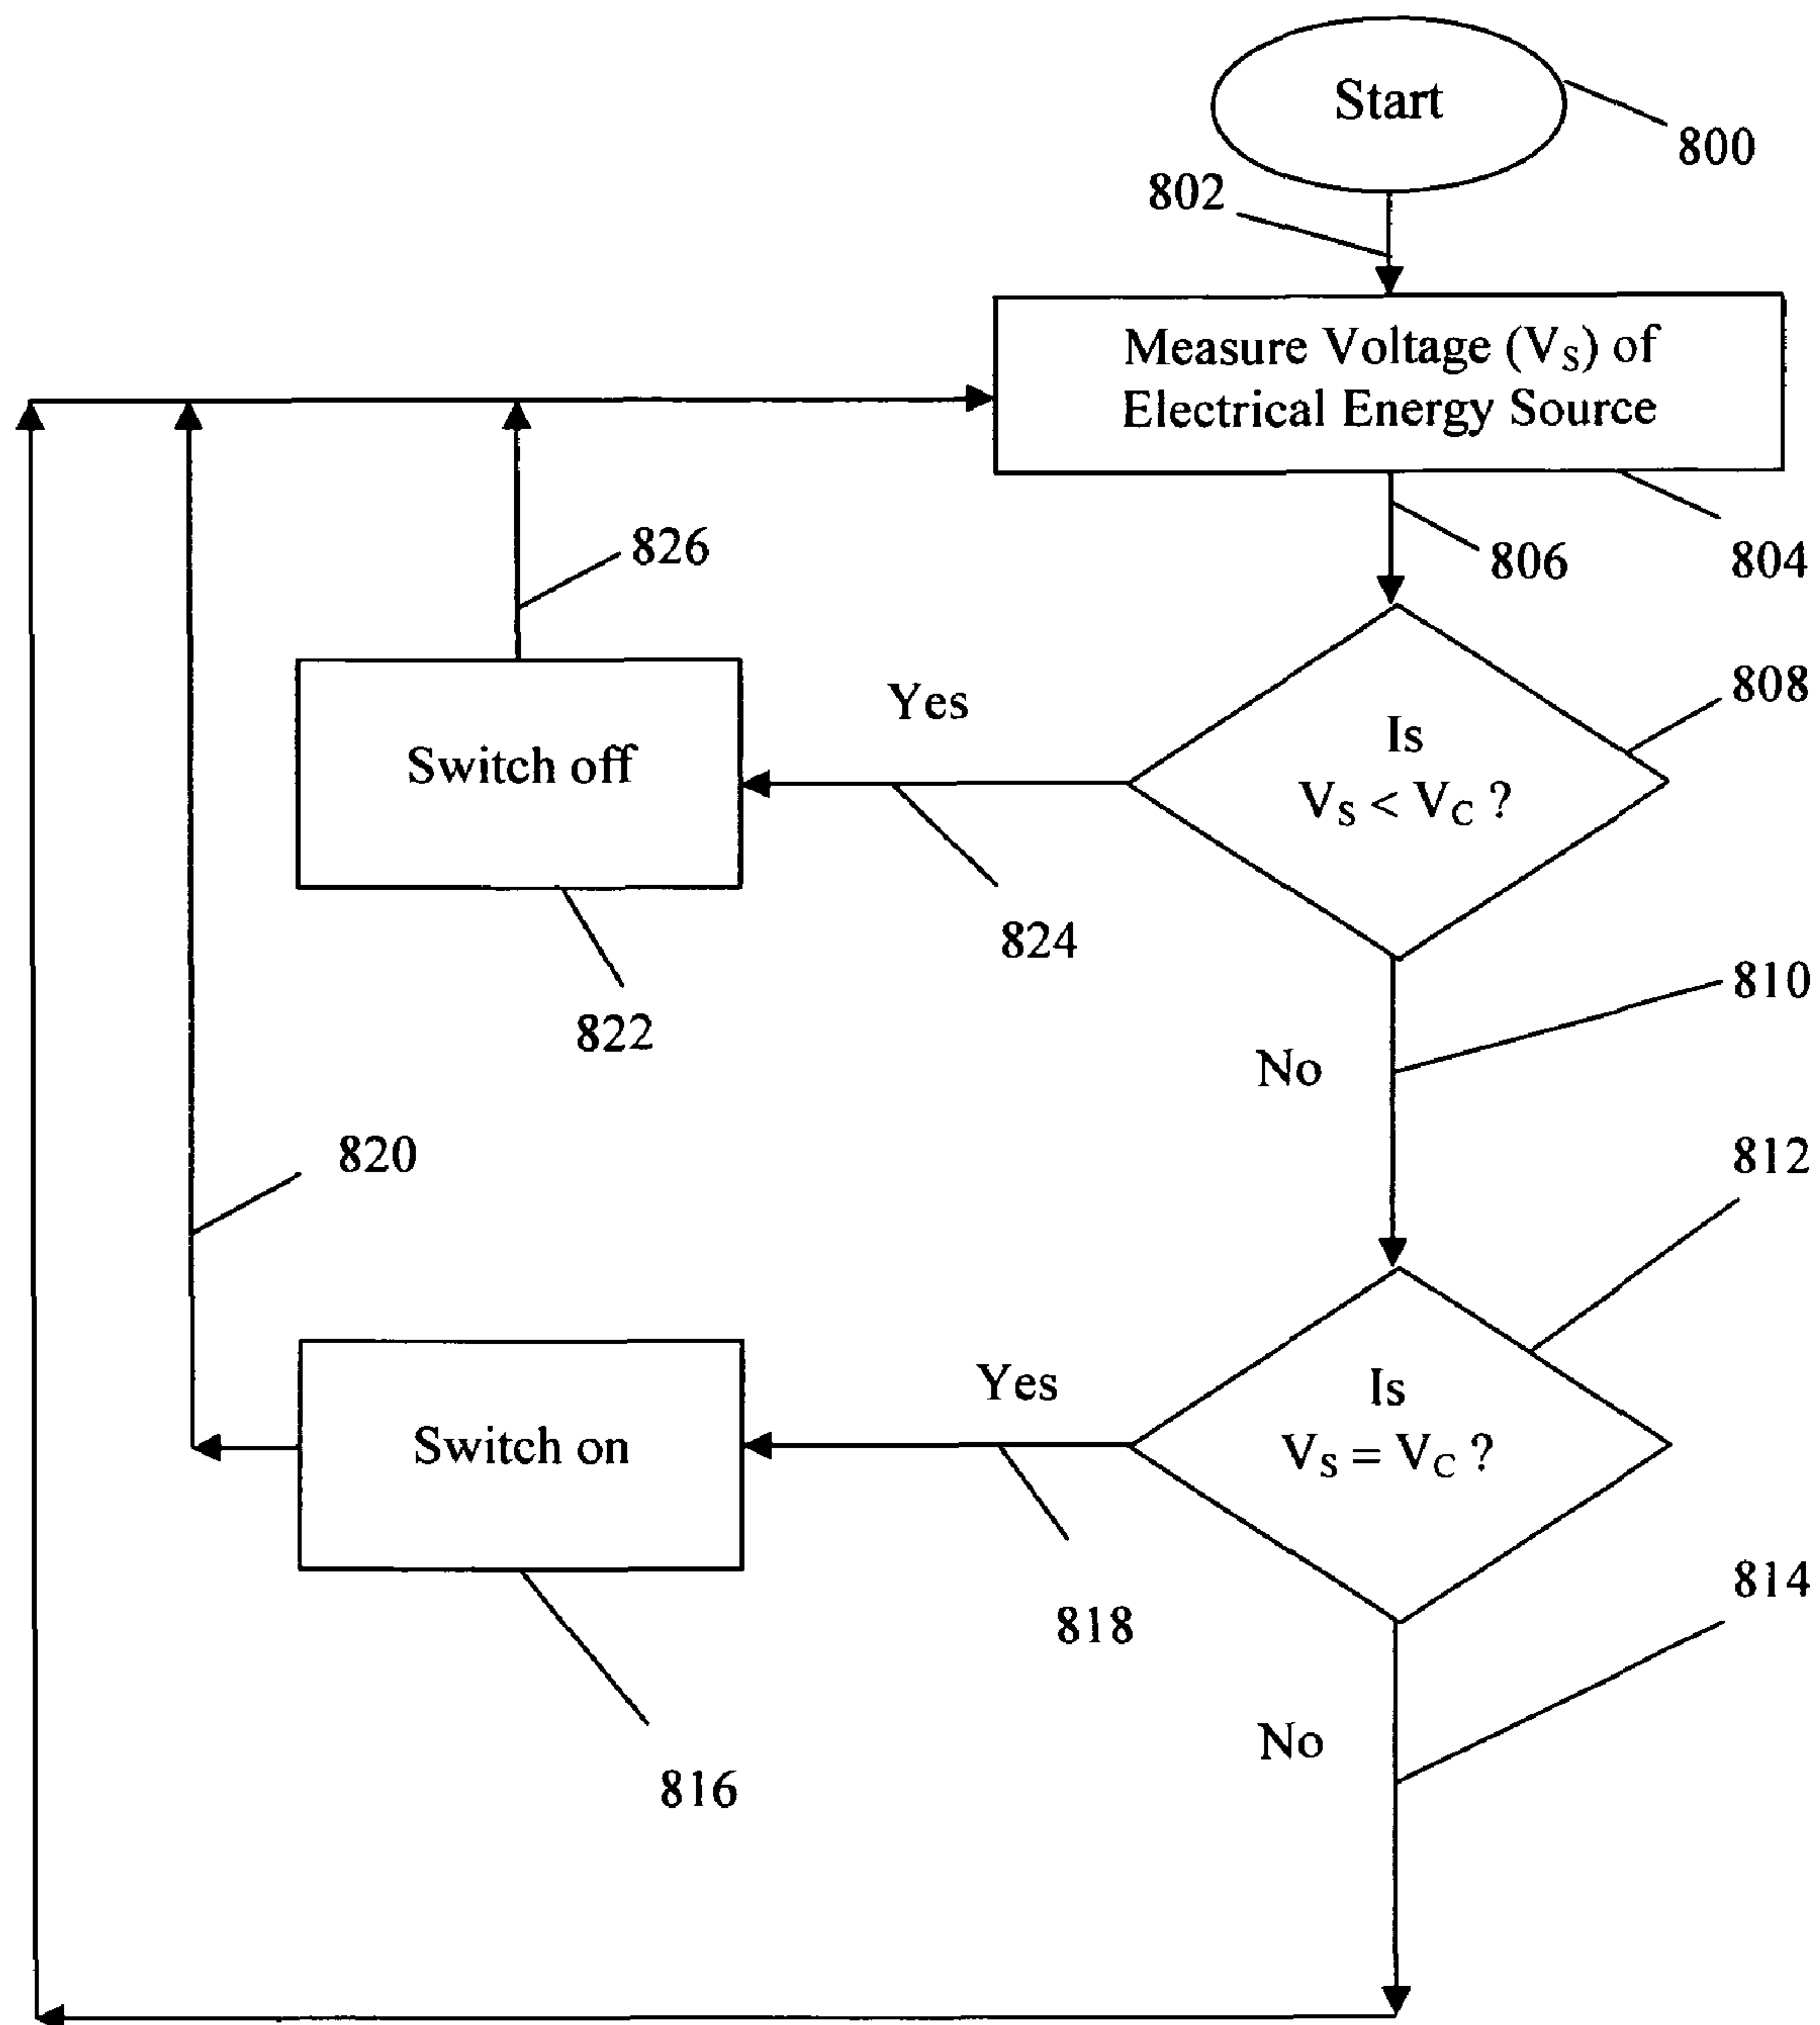 Start
800
802
Measure Voltage (VS) of
Electrical Energy Source
826
806
804
808
Yes
Is
VS < VC ?
Switch off
824
822
810
No
820
812
Yes
Is
VS = VC ?
Switch on
818
814
816
No